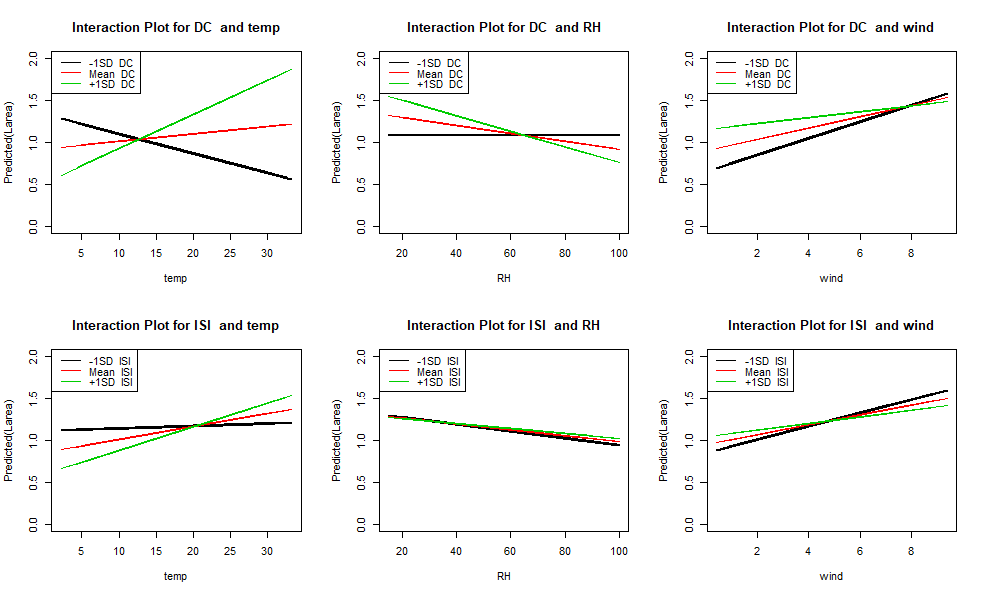 Interaction Plot for DC and temp
-1SD DC
Mean DC
+1SD DC
Predicted(Larea)
0.0 0.5 1.0 1.5 2.0
5 10 15 20 25 30
temp
Interaction Plot for DC and RH
-1SD DC
Mean DC
+1SD DC
Predicted(Larea)
0.0 0.5 1.0 1.5 2.0
20 40 60 80 100
RH
Interaction Plot for DC and wind
-1SD DC
Mean DC
+1SD DC
Predicted(Larea)
0.0 0.5 1.0 1.5 2.0
2 4 6 8
wind
Interaction Plot for ISI and temp
-1SD ISI
Mean ISI
+1SD ISI
Predicted(Larea)
0.0 0.5 1.0 1.5 2.0
5 10 15 20 25 30
temp
Interaction Plot for ISI and RH
-1SD ISI
Mean ISI
+1SD ISI
Predicted(Larea)
0.0 0.5 1.0 1.5 2.0
20 40 60 80 100
RH
Interaction Plot for ISI and wind
-1SD ISI
Mean ISI
+1SD ISI
Predicted(Larea)
0.0 0.5 1.0 1.5 2.0
2 4 6 8
wind